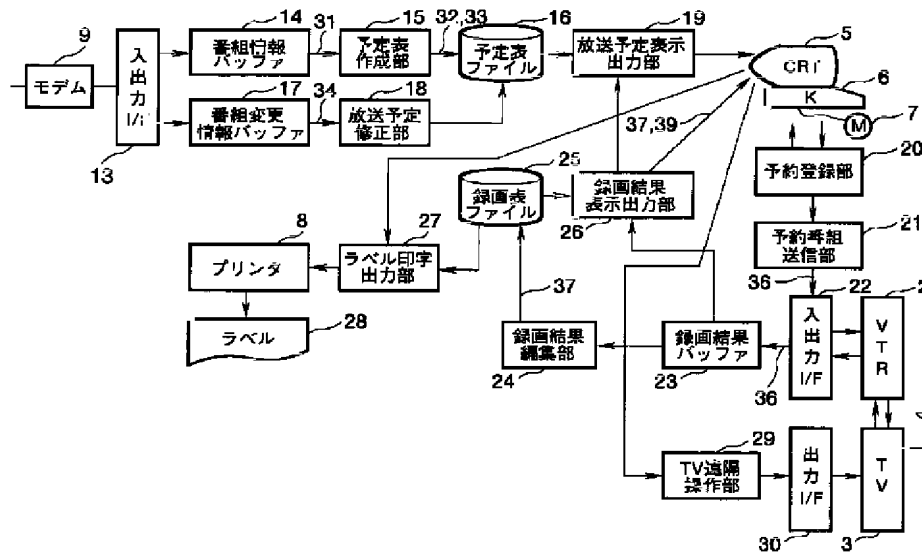 9
モデム
入
出
力
I/F
13
14
番組情報
バッファ
31
15
予定表
作成部
32,33
16
予定表
ファイル
19
放送予定表示
出力部
5
CRT
6
K
7
M
17
番組変更
情報バッファ
34
18
放送予定
修正部
37,39
20
予約登録部
21
予約番組
送信部
36
25
録画表
ファイル
録画結果
表示出力部
26
8
プリンタ
27
ラベル印字
出力部
ラベル
28
37
録画結果
編集部
24
録画結果
バッファ
23
36
22
入
出
力
I/F
2
V
T
R
29
TV遠隔
操作部
出
力
I/F
30
T
V
3